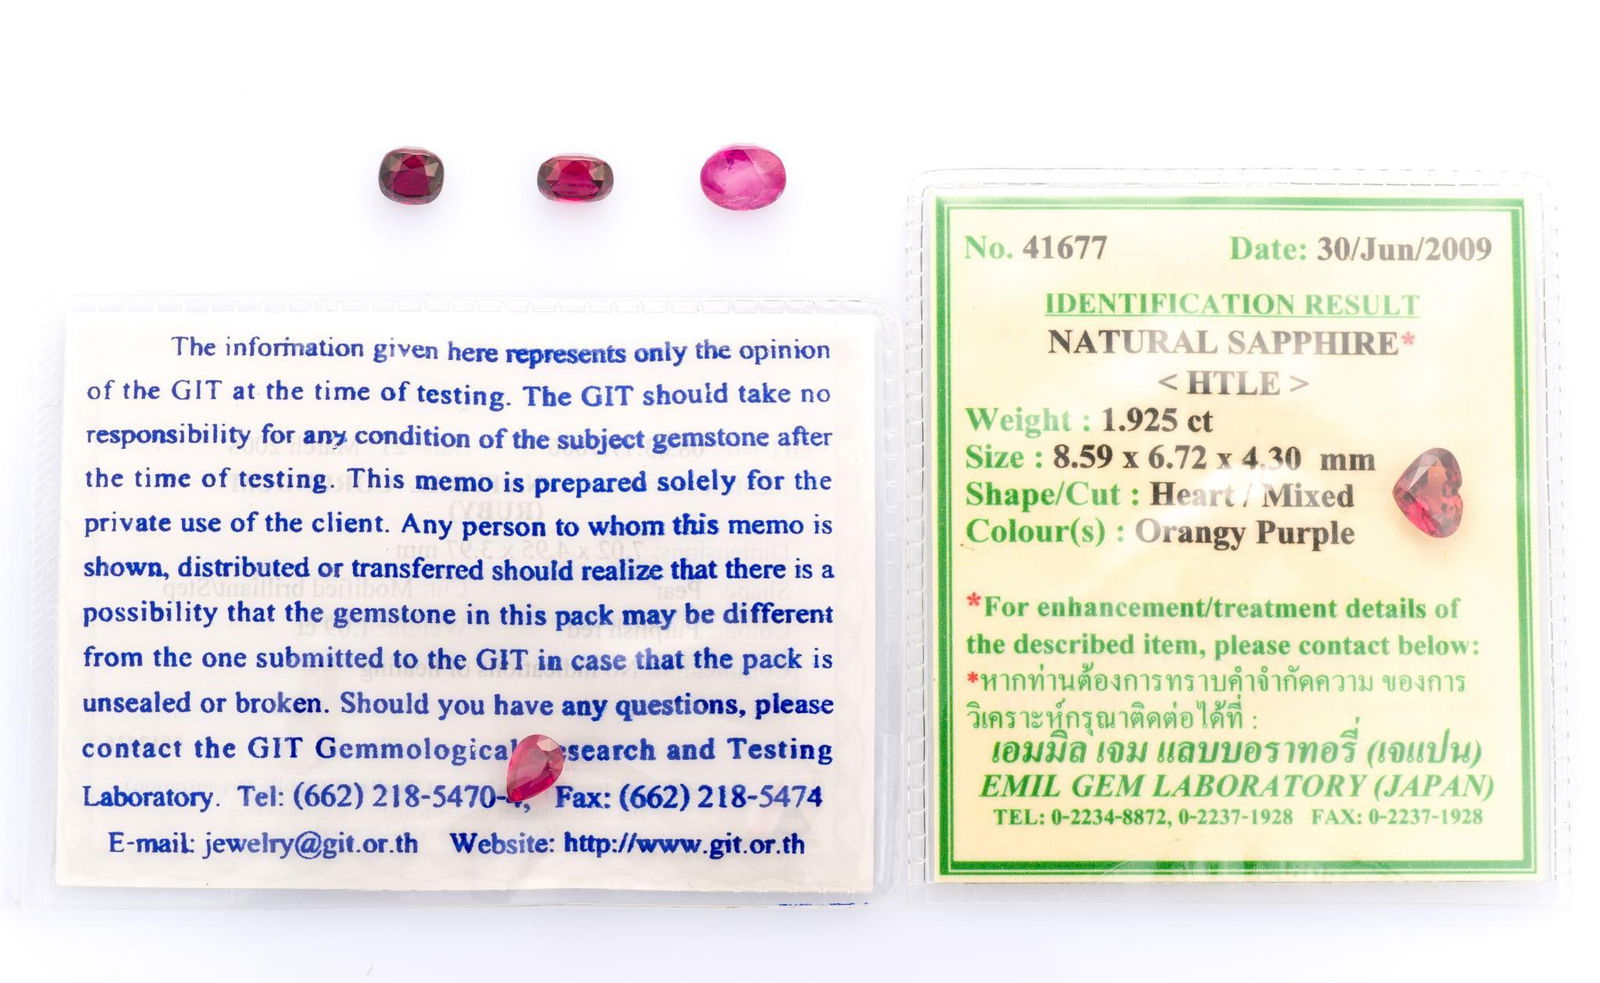 The information given here represents only the opinion
of the GIT at the time of testing. The GIT should take no
responsibility for any condition of the subject gemstone after
the time of testing. This memo is prepared solely for the
private use of the client. Any person to whom this memo is
shown, distributed or transferred should realize that there is a
possibility that the gemstone in this pack may be different
from the one submitted to the GIT in case that the pack is
unsealed or broken. Should you have any questions, please
contact the GIT Gemmological and Testing
Laboratory. Tel: (662) Fax: (662) 218-5474
E-mail: jewelry@git.or.th Website: http://www.git.or.th
No. 41677 Date: 30/Jun/2009
IDENTIFICATION RESULT
NATURAL SAPPHIRE*
< HTLE >
Weight : 1.925 ct
Size : 8.59 x 6.72 x 4.30 mm
Shape/Cut : Heart / Mixed
Colour(s) : Orangy Purple
*For enhancement/treatment details of
the described item, please contact below:
*หากท่านต้องการทราบคำจำกัดความ ของการ
วิเคราะห์กรุณาติดต่อได้ที่ :
เอมมิล เจม แลบบอราทอรี่ (เจแปน)
EMIL GEM LABORATORY (JAPAN)
TEL: 0-2234-8872, 0-2237-1928 FAX: 0-2237-1928